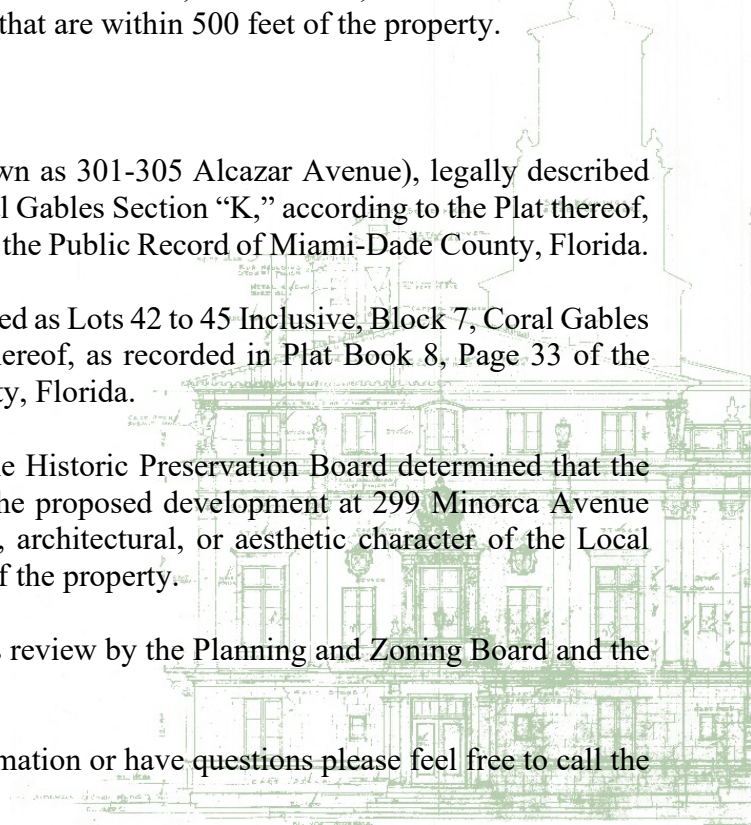 that are within 500 feet of the property.
wn as 301-305 Alcazar Avenue), legally described
l Gables Section “K,” according to the Plat thereof,
the Public Record of Miami-Dade County, Florida.
ed as Lots 42 to 45 Inclusive, Block 7, Coral Gables
hereof, as recorded in Plat Book 8, Page 33 of the
ty, Florida.
e Historic Preservation Board determined that the
he proposed development at 299 Minorca Avenue
, architectural, or aesthetic character of the Local
f the property.
s review by the Planning and Zoning Board and the
mation or have questions please feel free to call the